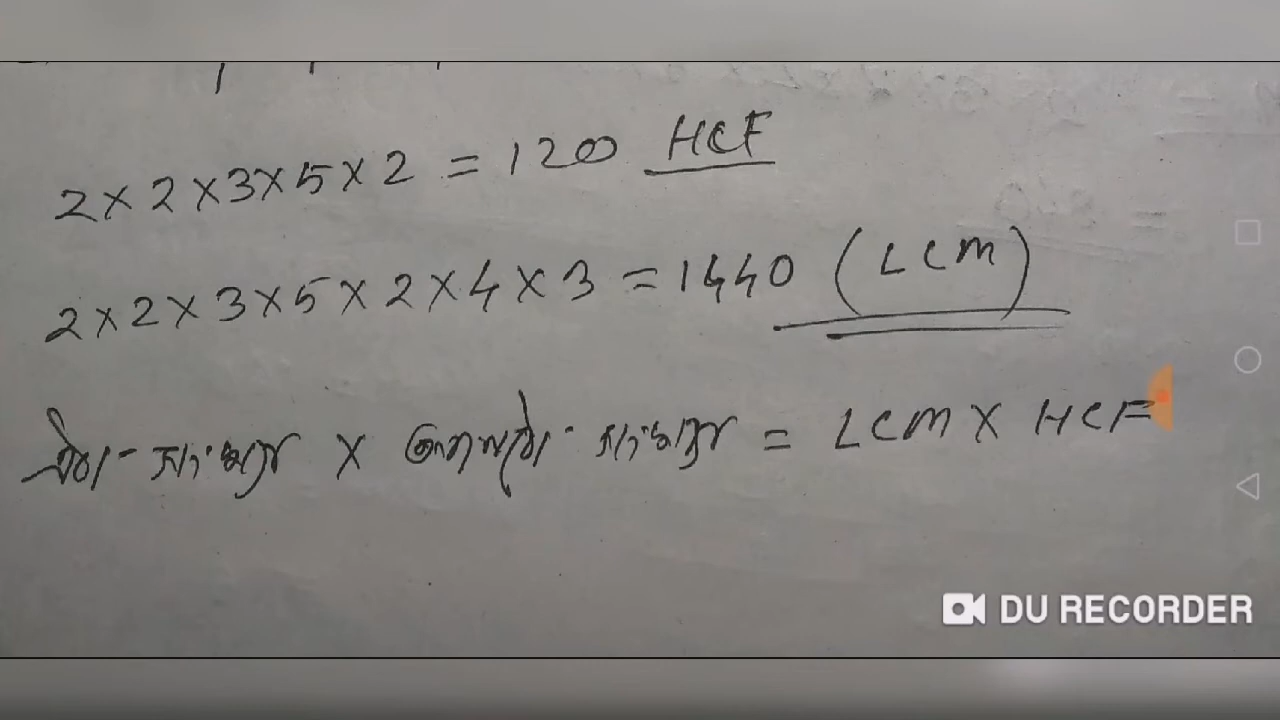 2 × 2 × 3 × 5 × 2 = 120 HCF
2 × 2 × 3 × 5 × 2 × 4 × 3 = 1440 (LCM)
সংখ্যা × সংখ্যা = LCM × HCF
DU RECORDER